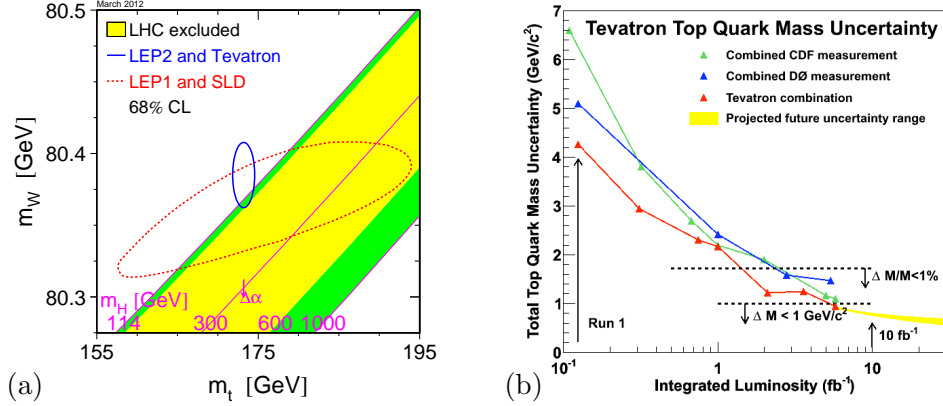 March 2012
LHC excluded
LEP2 and Tevatron
LEP1 and SLD
68% CL
m_W [GeV]
80.5
80.4
80.3
m_H [GeV]
Δα
114
300
600
1000
155
175
195
m_t [GeV]
(a)
Tevatron Top Quark Mass Uncertainty
Combined CDF measurement
Combined DØ measurement
Tevatron combination
Projected future uncertainty range
Total Top Quark Mass Uncertainty (GeV/c²)
7
6
5
4
3
2
1
0
Δ M/M<1%
Δ M < 1 GeV/c²
Run 1
10 fb⁻¹
10⁻¹
1
10
Integrated Luminosity (fb⁻¹)
(b)